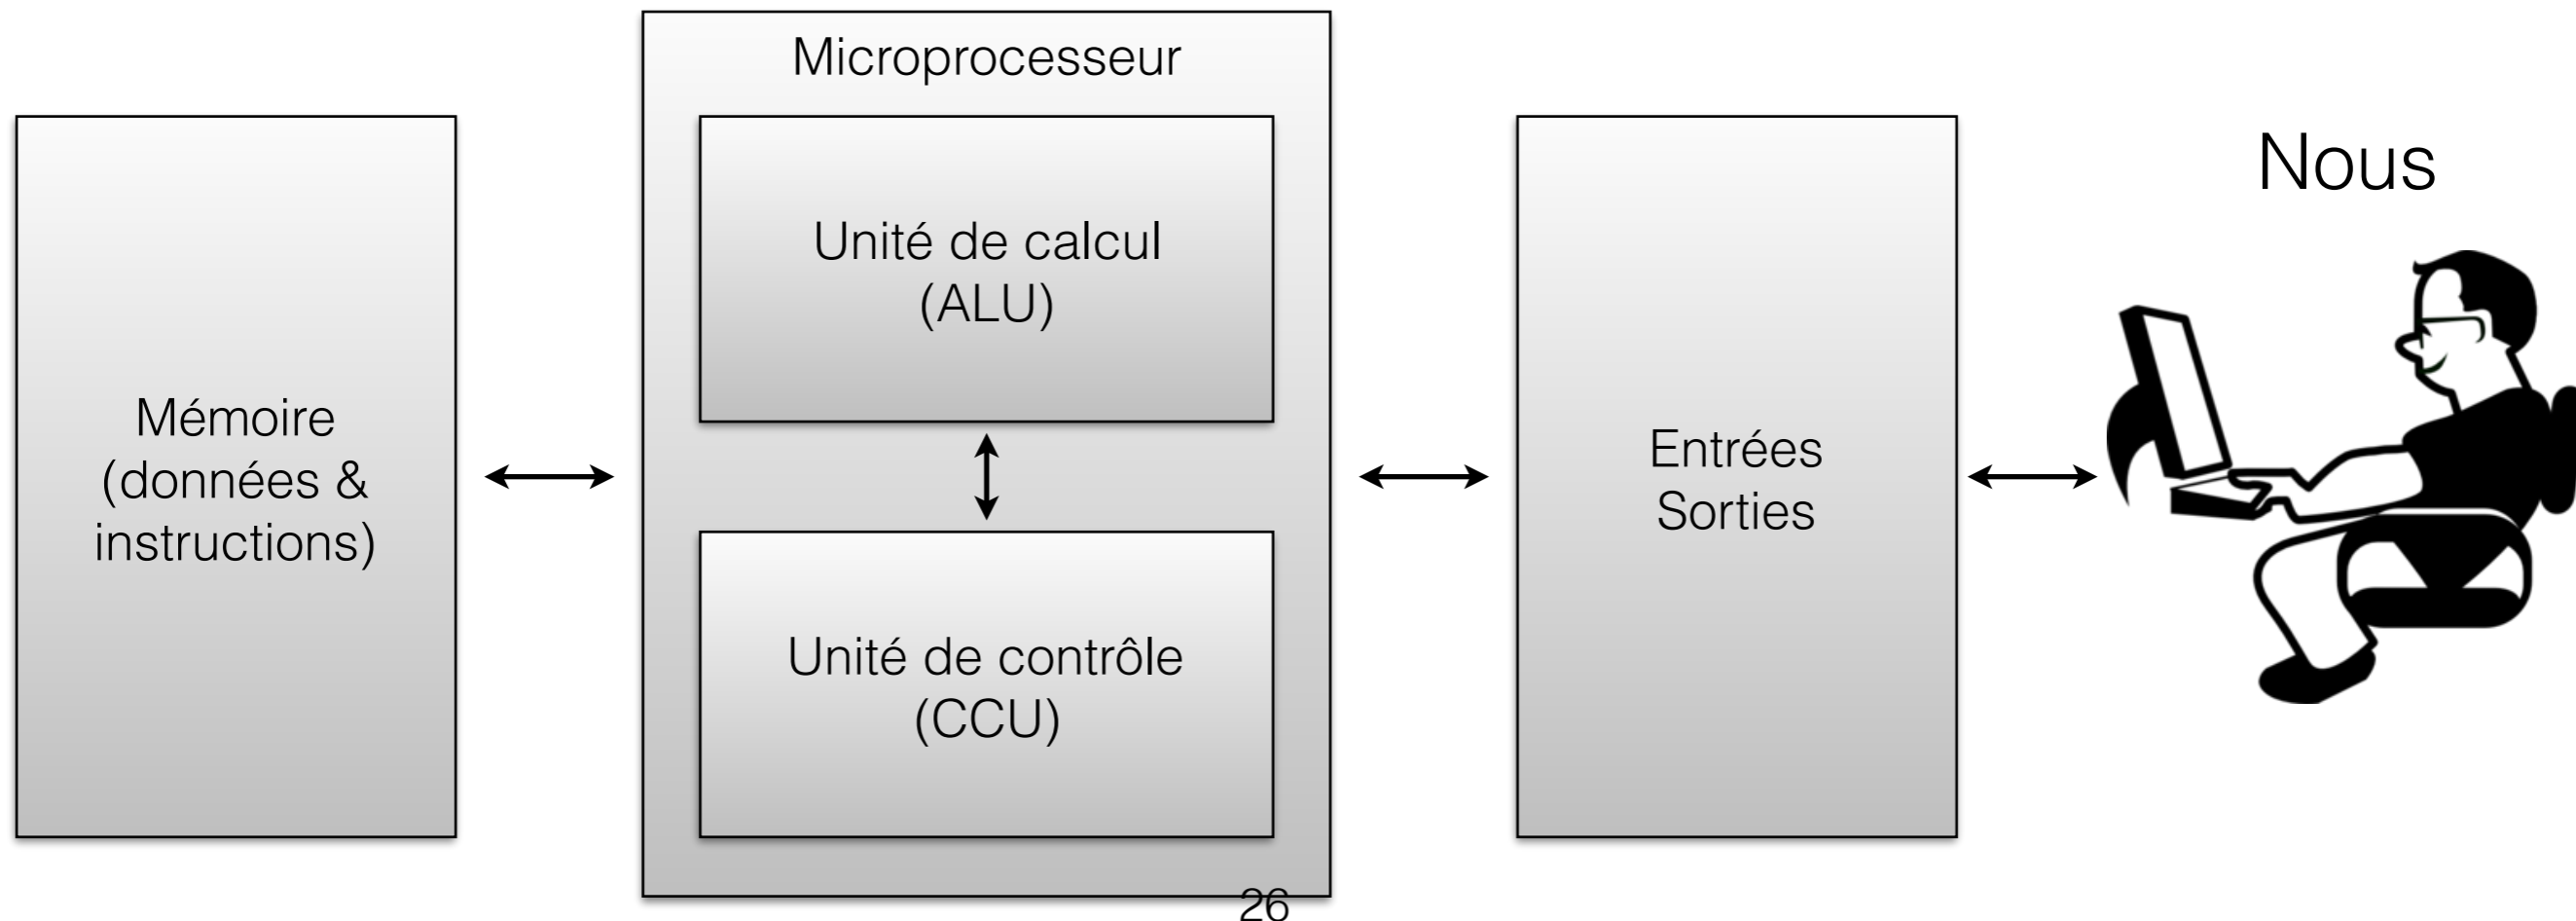 Mémoire
(données &
instructions)
Microprocesseur
Unité de calcul
(ALU)
Unité de contrôle
(CCU)
Entrées
Sorties
Nous
26